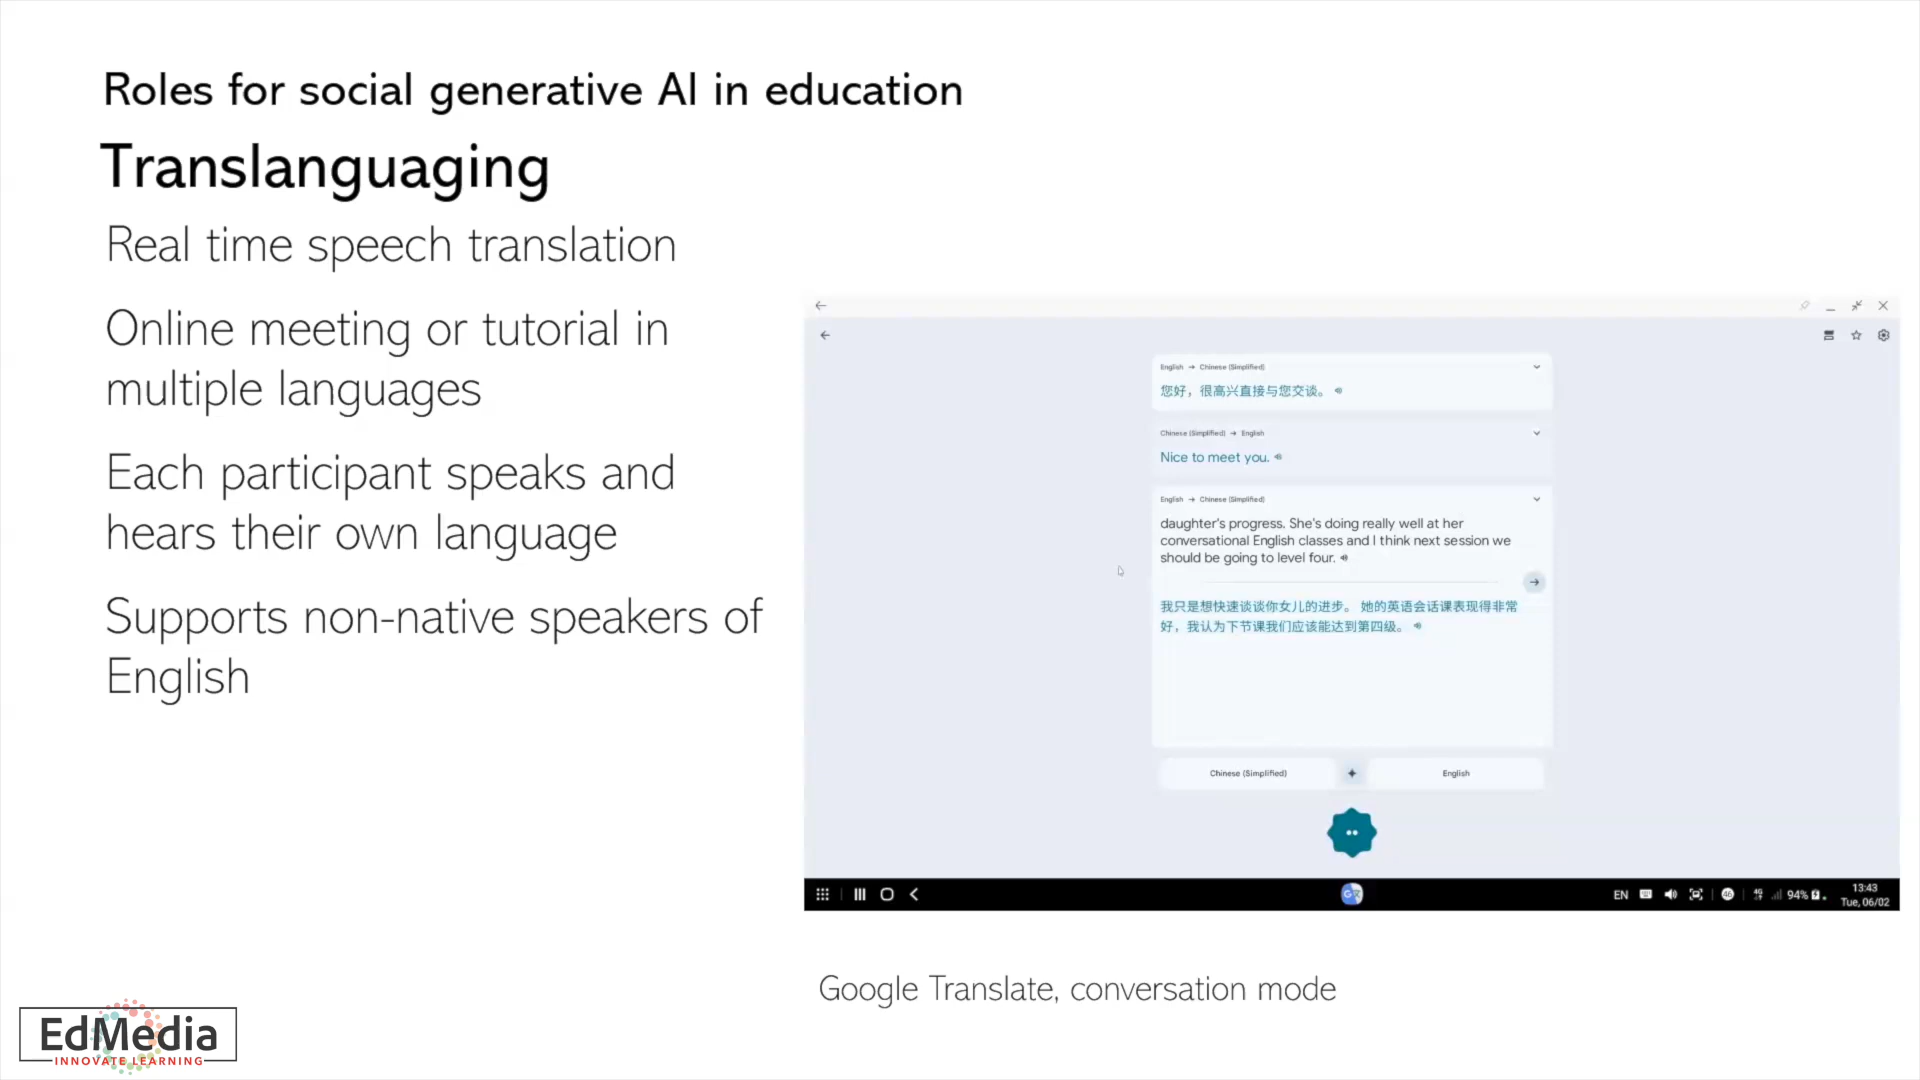 Roles for social generative AI in education
Translanguaging
Real time speech translation
Online meeting or tutorial in
multiple languages
Each participant speaks and
hears their own language
Supports non-native speakers of
English
English → Chinese (Simplified)
您好，很高兴直接与您交谈。
Chinese (Simplified) → English
Nice to meet you.
English → Chinese (Simplified)
daughter's progress. She's doing really well at her
conversational English classes and I think next session we
should be going to level four.
我只是想快速谈谈你女儿的进步。 她的英语会话课表现得非常
好，我认为下节课我们应该能达到第四级。
Chinese (Simplified)
English
EN
46
4G
94%
13:43
Tue, 06/02
Google Translate, conversation mode
EdMedia
INNOVATE LEARNING